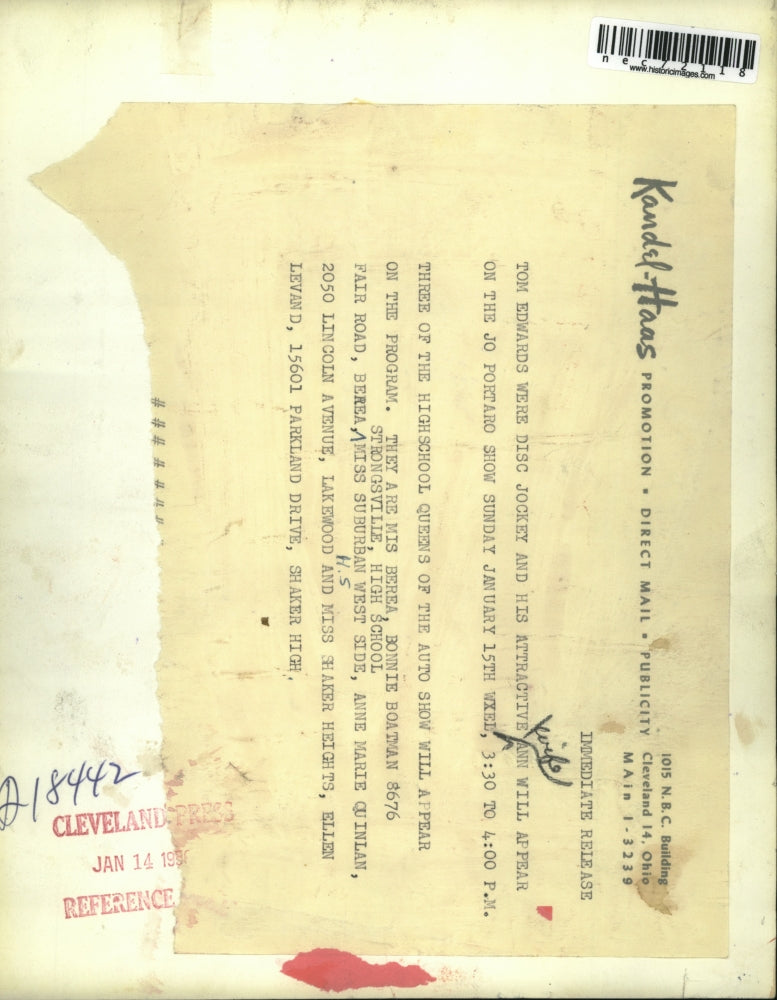 nec72118
www.historicimages.com
Kandel-Haas PROMOTION • DIRECT MAIL • PUBLICITY
1015 N.B.C. Building
Cleveland 14, Ohio
MAin 1-3239
IMMEDIATE RELEASE
wife
TOM EDWARDS WERE DISC JOCKEY AND HIS ATTRACTIVE ANN WILL APPEAR
ON THE JO PORTARO SHOW SUNDAY JANUARY 15TH WXEL, 3:30 TO 4:00 P.M.
THREE OF THE HIGHSCHOOL QUEENS OF THE AUTO SHOW WILL APPEAR
ON THE PROGRAM. THEY ARE MIS BEREA, BONNIE BOATMAN 8676
STRONGSVILLE, HIGH SCHOOL
FAIR ROAD, BEREA, MISS SUBURBAN WEST SIDE, ANNE MARIE QUINLAN,
H.S
2050 LINCOLN AVENUE, LAKEWOOD AND MISS SHAKER HEIGHTS, ELLEN
LEVAND, 15601 PARKLAND DRIVE, SHAKER HIGH.
# # # # # # #
18442
CLEVELAND PRESS
JAN 14 19
REFERENCE